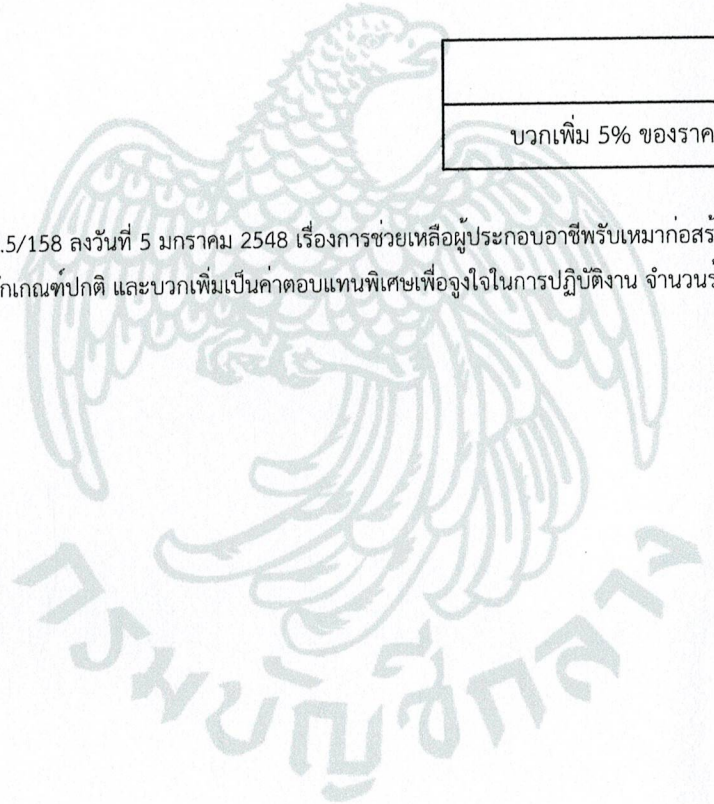 บวกเพิ่ม 5% ของราค
.5/158 ลงวันที่ 5 มกราคม 2548 เรื่องการช่วยเหลือผู้ประกอบอาชีพรับเหมาก่อสร้
กเกณฑ์ปกติ และบวกเพิ่มเป็นค่าตอบแทนพิเศษเพื่อจูงใจในการปฏิบัติงาน จำนวนร้
กรมบัญชีกลาง